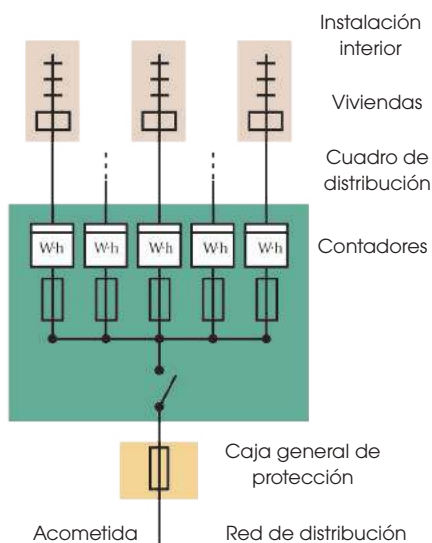 Instalación
interior
Viviendas
Cuadro de
distribución
W·h W·h W·h W·h W·h
Contadores
Caja general de
protección
Acometida
Red de distribución